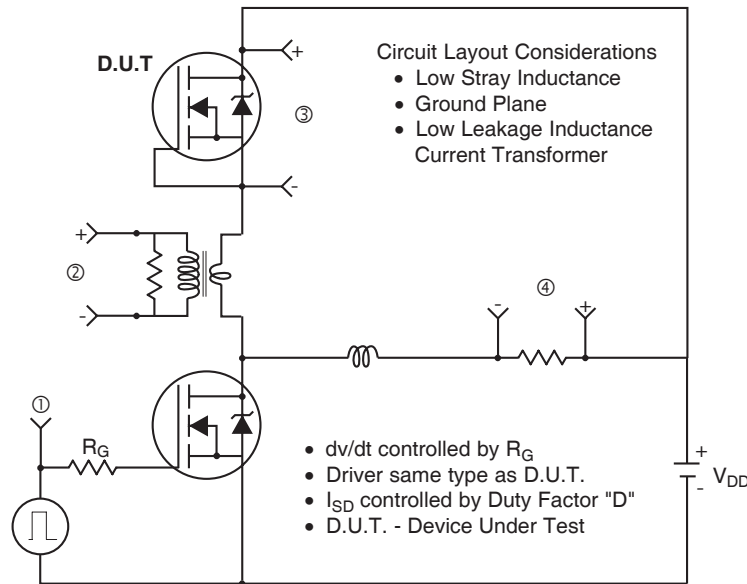 D.U.T
+
③
-
Circuit Layout Considerations
• Low Stray Inductance
• Ground Plane
• Low Leakage Inductance
Current Transformer
+
②
-
④
-
+
①
R_G
• dv/dt controlled by R_G
• Driver same type as D.U.T.
• I_SD controlled by Duty Factor "D"
• D.U.T. - Device Under Test
+
V_DD
-